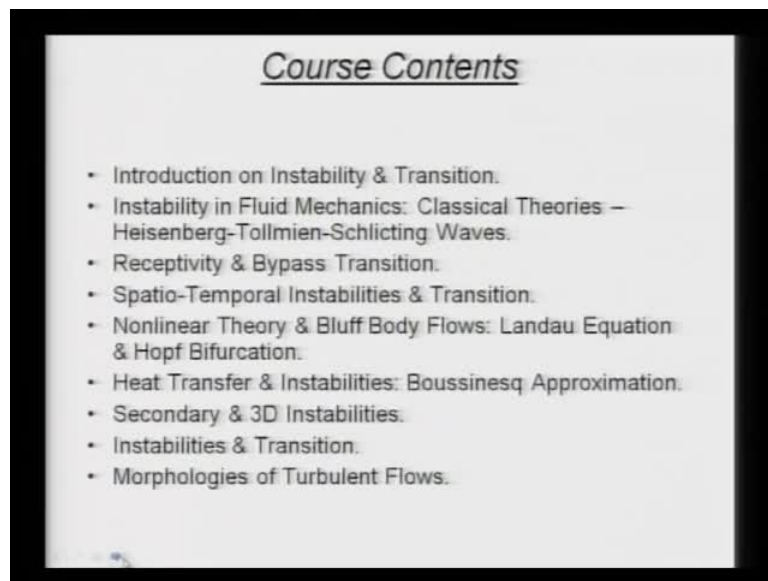 Course Contents
• Introduction on Instability & Transition.
• Instability in Fluid Mechanics: Classical Theories –
Heisenberg-Tollmien-Schlicting Waves.
• Receptivity & Bypass Transition.
• Spatio-Temporal Instabilities & Transition.
• Nonlinear Theory & Bluff Body Flows: Landau Equation
& Hopf Bifurcation.
• Heat Transfer & Instabilities: Boussinesq Approximation.
• Secondary & 3D Instabilities.
• Instabilities & Transition.
• Morphologies of Turbulent Flows.